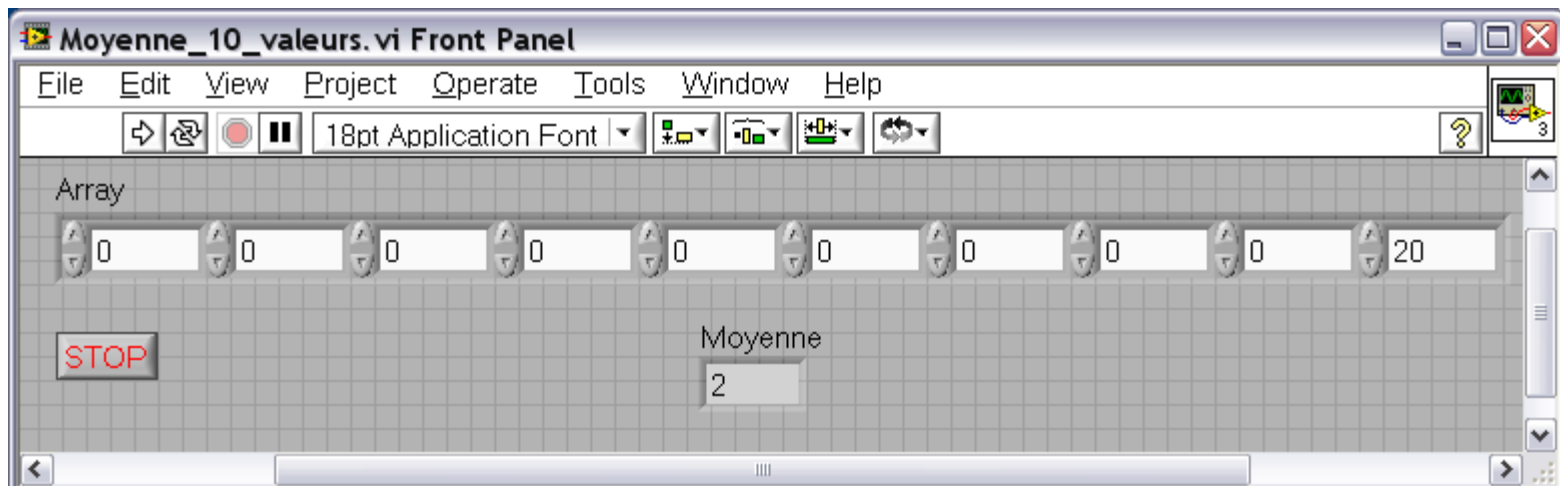 Moyenne_10_valeurs.vi Front Panel
File Edit View Project Operate Tools Window Help
18pt Application Font
3
Array
0 0 0 0 0 0 0 0 0 20
STOP
Moyenne
2